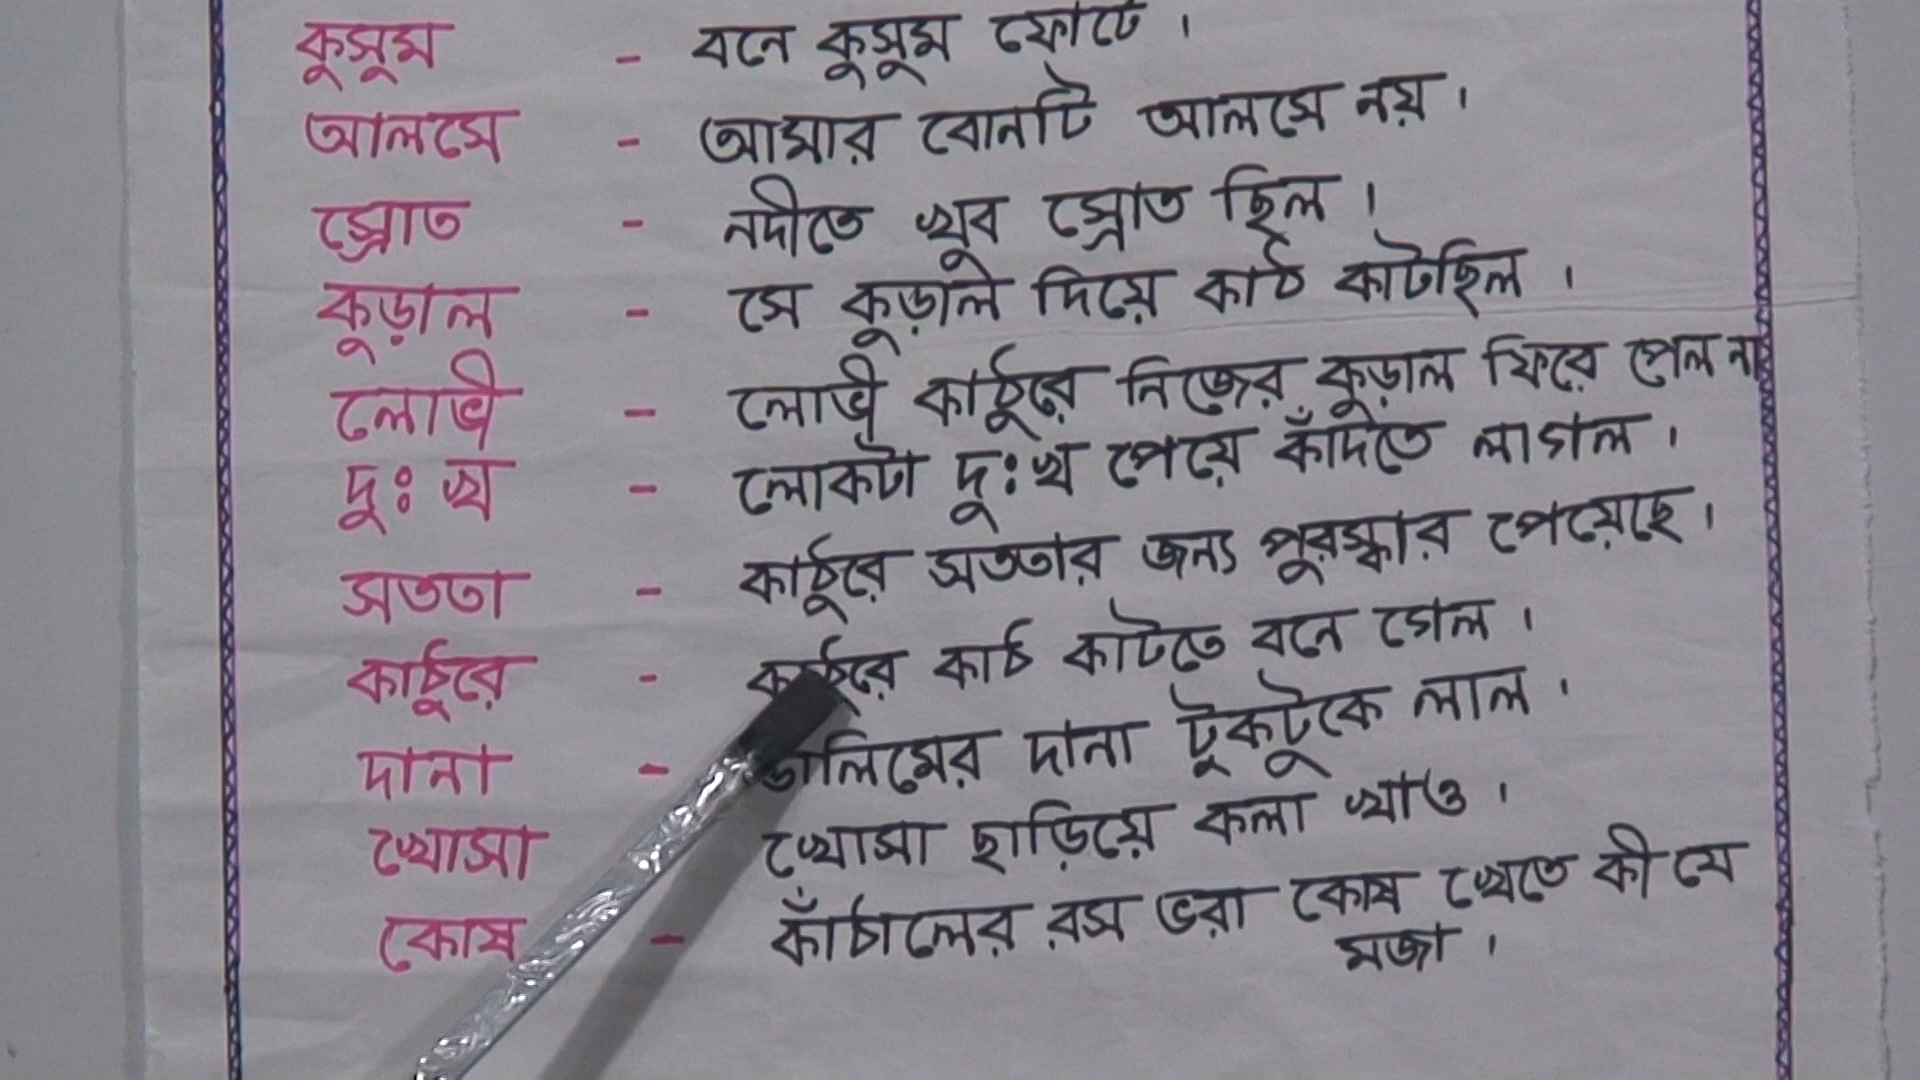 কুসুম - বনে কুসুম ফোটে।
আলসে - আমার বোনটি আলসে নয়।
স্রোত - নদীতে খুব স্রোত ছিল।
কুড়াল - সে কুড়াল দিয়ে কাঠ কাটছিল।
লোভী - লোভী কাঠুরে নিজের কুড়াল ফিরে পেল না
দুঃখ - লোকটা দুঃখ পেয়ে কাঁদতে লাগল।
সততা - কাঠুরে সততার জন্য পুরস্কার পেয়েছে।
কাঠুরে - কাঠুরে কাঠ কাটতে বনে গেল।
দানা - ডালিমের দানা টুকটুকে লাল।
খোসা খোসা ছাড়িয়ে কলা খাও।
কোষ - কাঁঠালের রস ভরা কোষ খেতে কী যে
মজা।